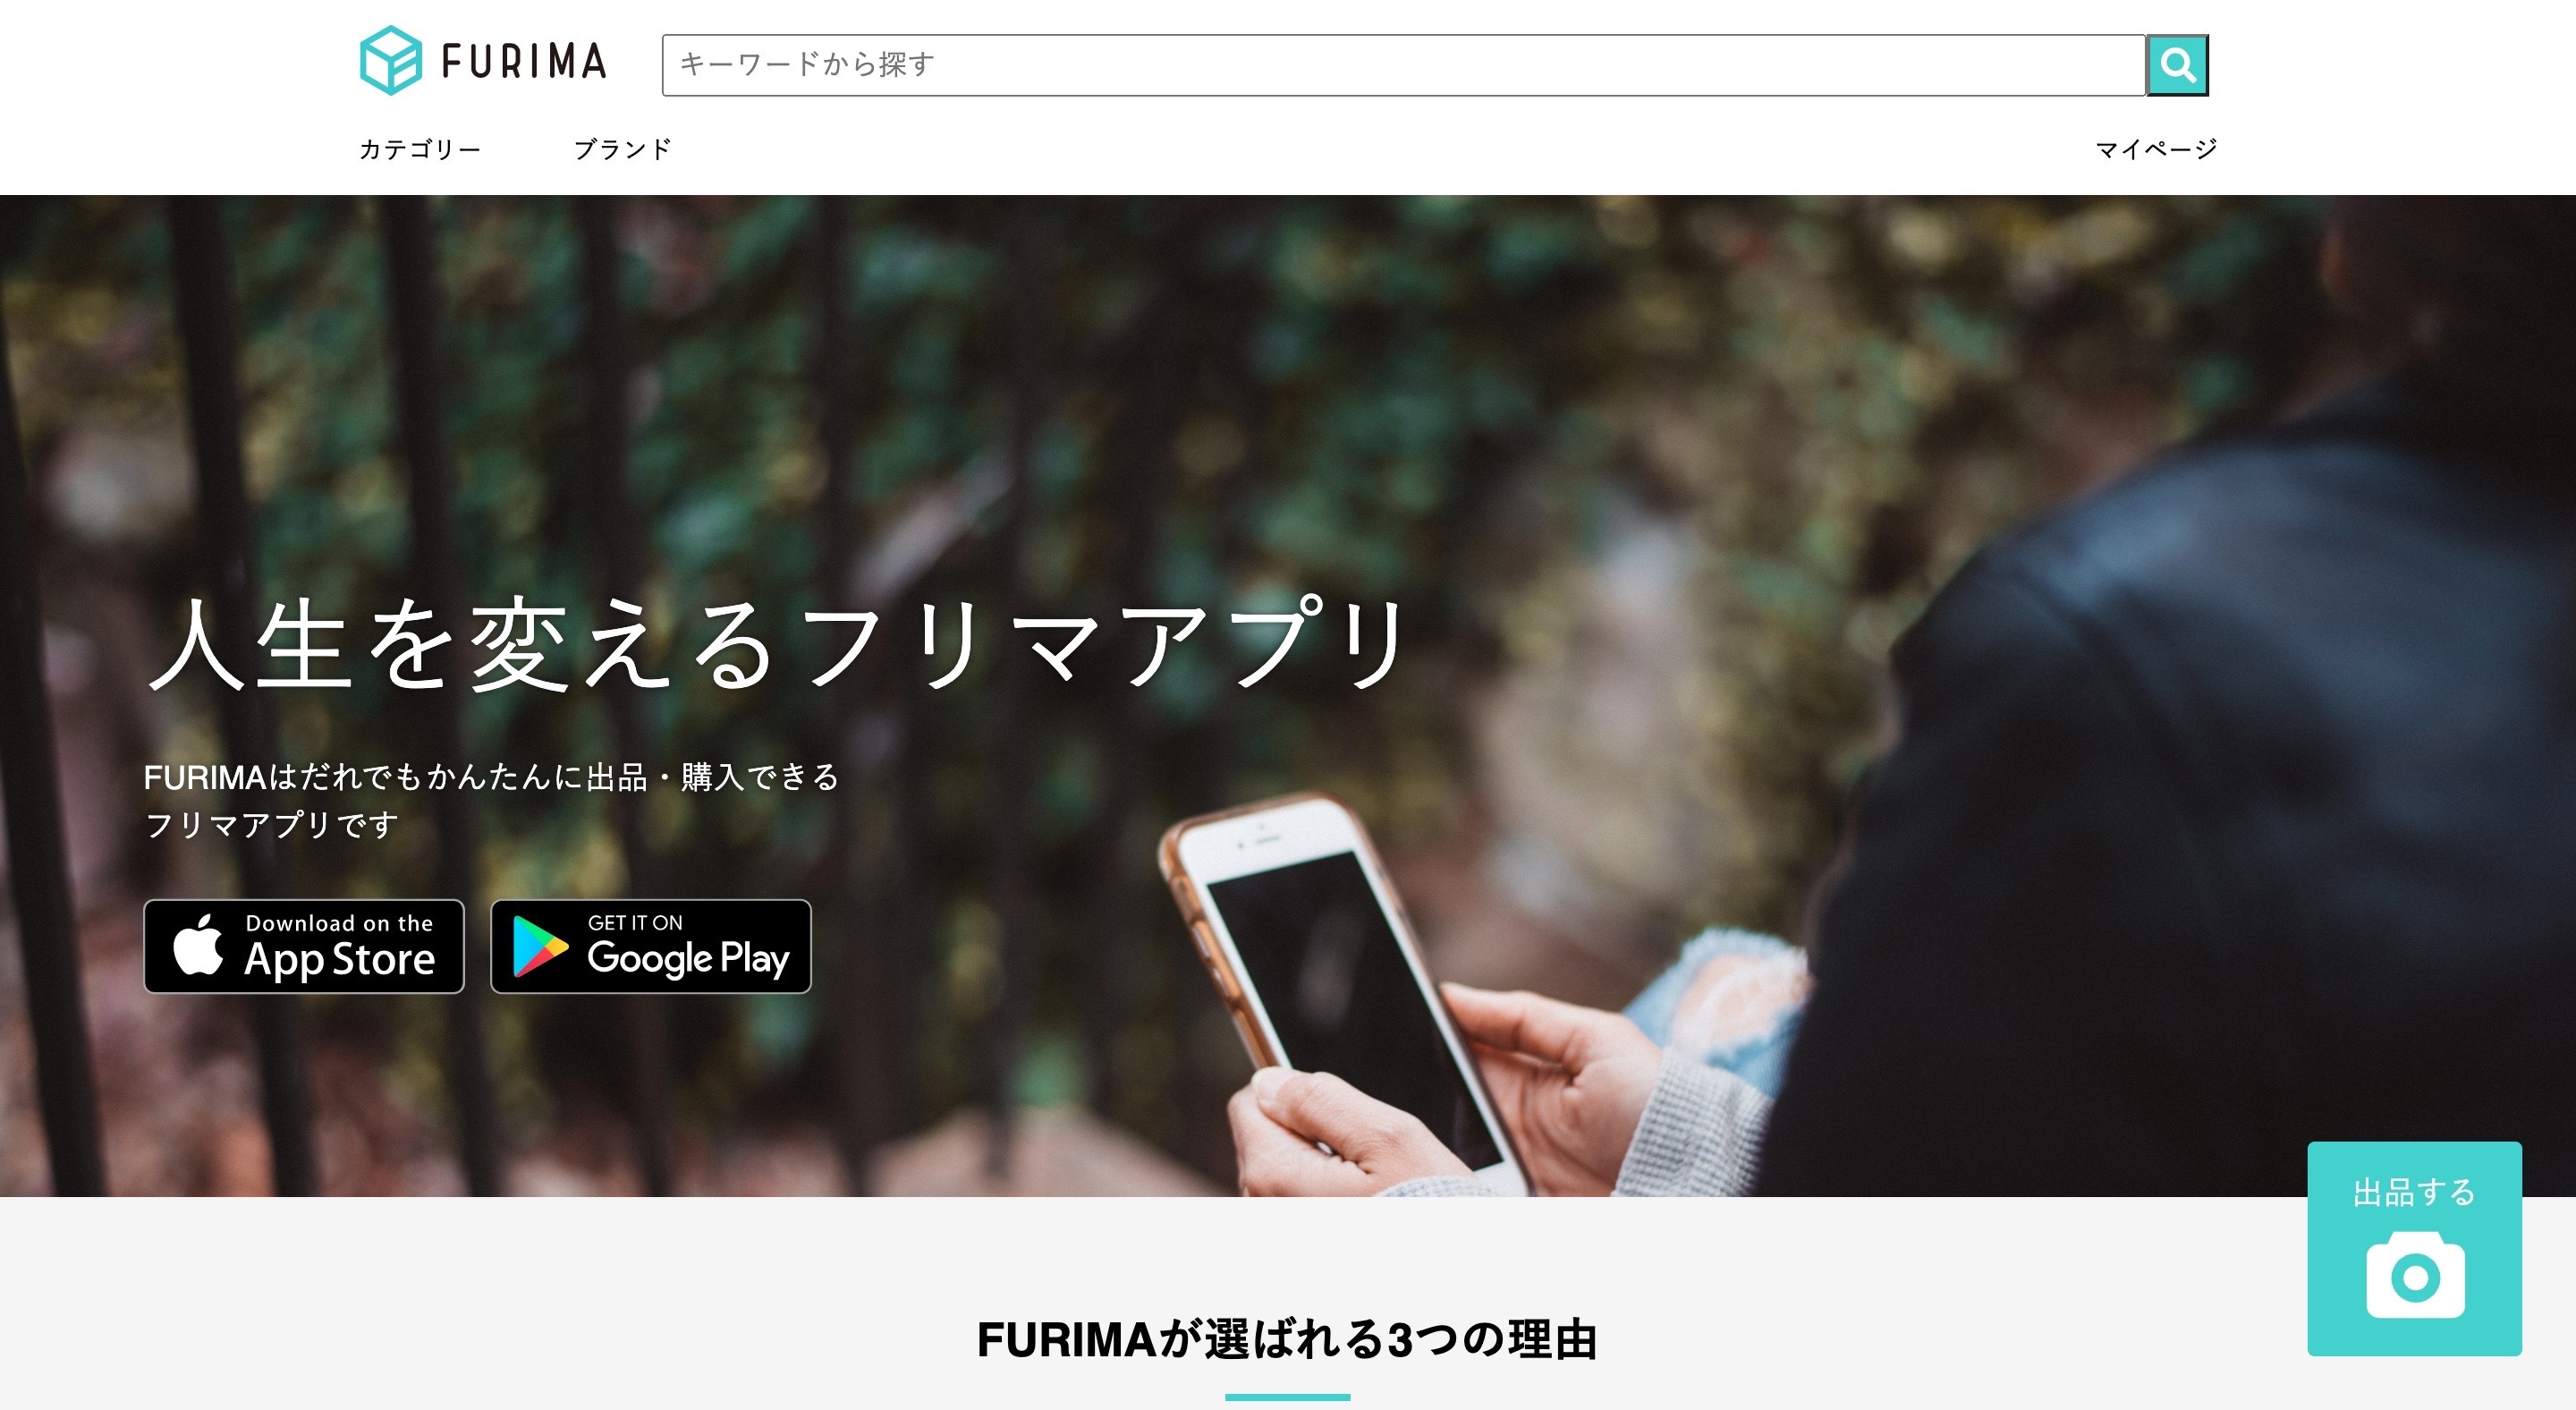 FURIMA
キーワードから探す
カテゴリー
ブランド
マイページ
人生を変えるフリマアプリ
FURIMAはだれでもかんたんに出品・購入できる
フリマアプリです
Download on the
App Store
GET IT ON
Google Play
出品する
FURIMAが選ばれる3つの理由